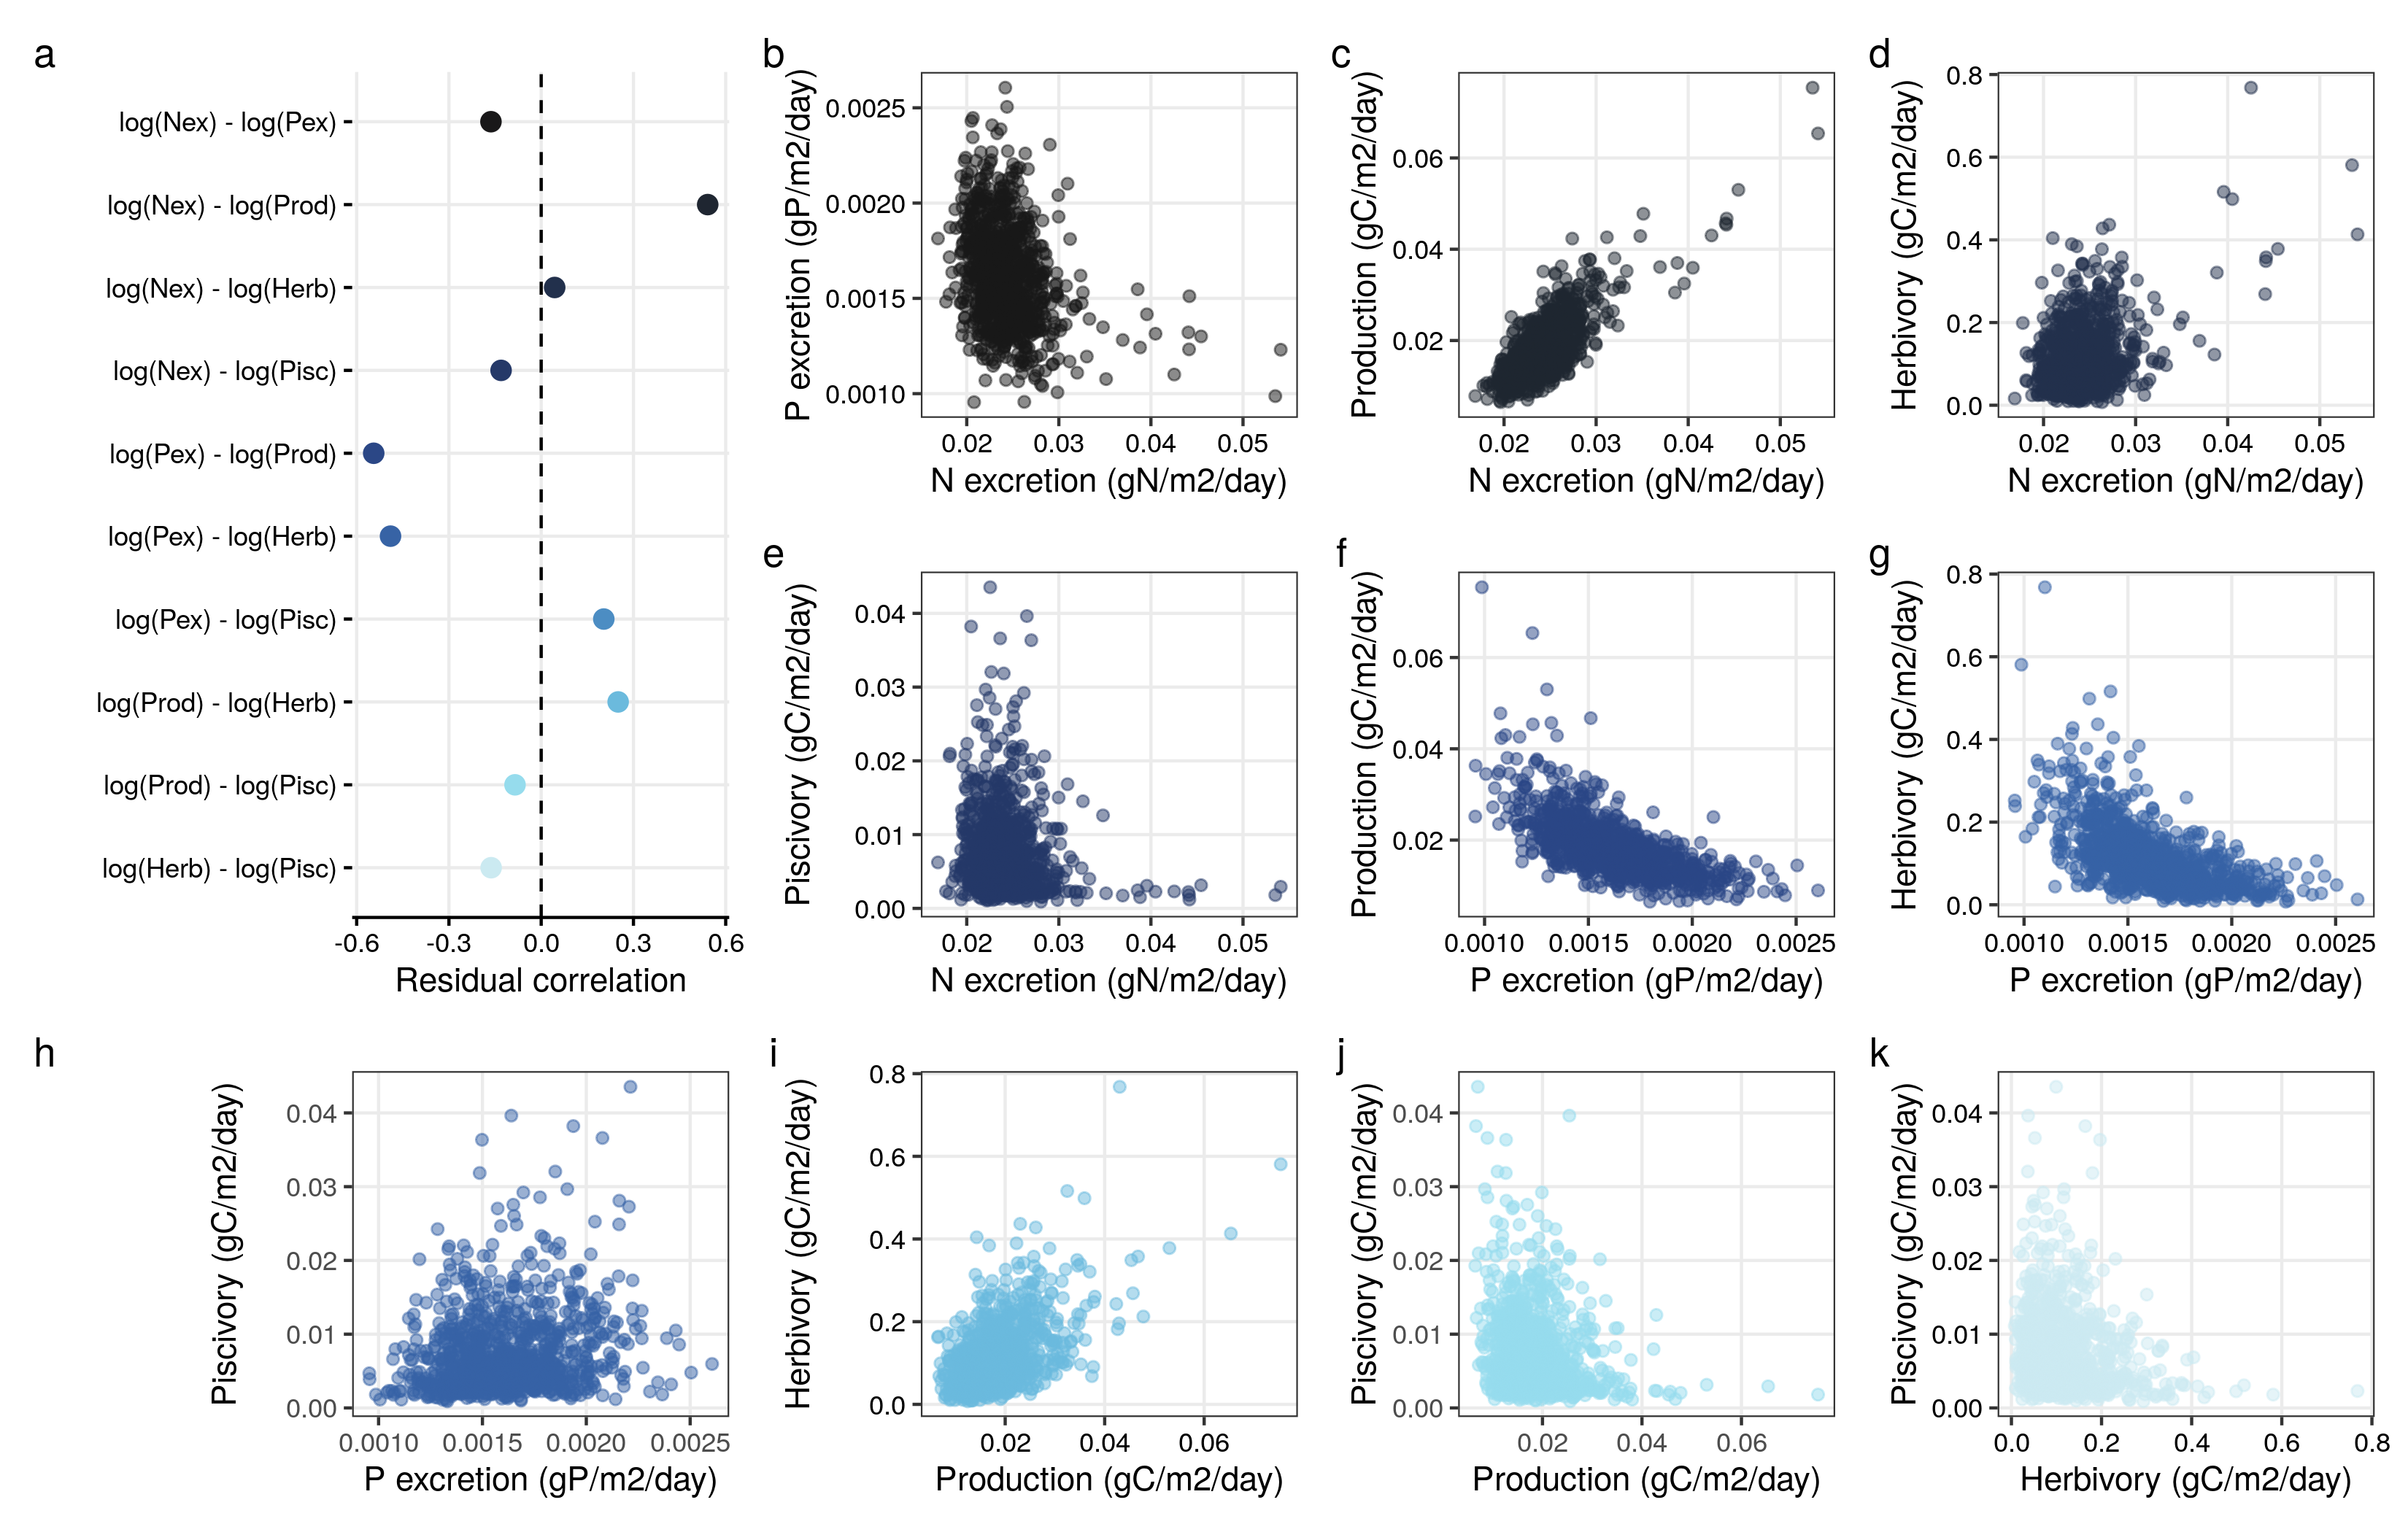 a
log(Nex) - log(Pex)
log(Nex) - log(Prod)
log(Nex) - log(Herb)
log(Nex) - log(Pisc)
log(Pex) - log(Prod)
log(Pex) - log(Herb)
log(Pex) - log(Pisc)
log(Prod) - log(Herb)
log(Prod) - log(Pisc)
log(Herb) - log(Pisc)
-0.6 -0.3 0.0 0.3 0.6
Residual correlation
b
P excretion (gP/m2/day)
0.0025
0.0020
0.0015
0.0010
0.02 0.03 0.04 0.05
N excretion (gN/m2/day)
c
Production (gC/m2/day)
0.06
0.04
0.02
0.02 0.03 0.04 0.05
N excretion (gN/m2/day)
d
Herbivory (gC/m2/day)
0.8
0.6
0.4
0.2
0.0
0.02 0.03 0.04 0.05
N excretion (gN/m2/day)
e
Piscivory (gC/m2/day)
0.04
0.03
0.02
0.01
0.00
0.02 0.03 0.04 0.05
N excretion (gN/m2/day)
f
Production (gC/m2/day)
0.06
0.04
0.02
0.0010 0.0015 0.0020 0.0025
P excretion (gP/m2/day)
g
Herbivory (gC/m2/day)
0.8
0.6
0.4
0.2
0.0
0.0010 0.0015 0.0020 0.0025
P excretion (gP/m2/day)
h
Piscivory (gC/m2/day)
0.04
0.03
0.02
0.01
0.00
0.0010 0.0015 0.0020 0.0025
P excretion (gP/m2/day)
i
Herbivory (gC/m2/day)
0.8
0.6
0.4
0.2
0.0
0.02 0.04 0.06
Production (gC/m2/day)
j
Piscivory (gC/m2/day)
0.04
0.03
0.02
0.01
0.00
0.02 0.04 0.06
Production (gC/m2/day)
k
Piscivory (gC/m2/day)
0.04
0.03
0.02
0.01
0.00
0.0 0.2 0.4 0.6 0.8
Herbivory (gC/m2/day)